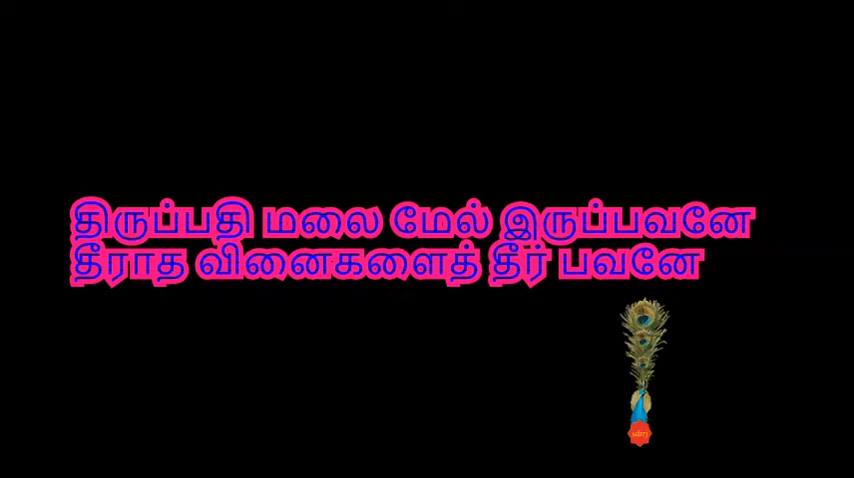 திருப்பதி மலை மேல் இருப்பவனே
தீராத வினைகளைத் தீர் பவனே